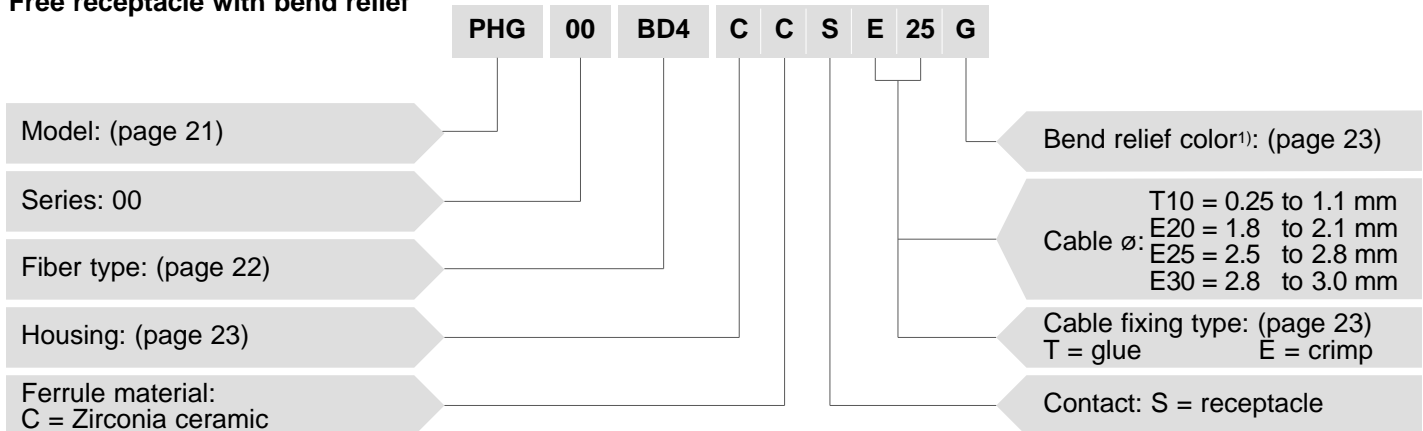 Free receptacle with bend relief
PHG 00 BD4 C C S E 25 G
Model: (page 21)
Series: 00
Fiber type: (page 22)
Housing: (page 23)
Ferrule material:
C = Zirconia ceramic
Bend relief color1): (page 23)
Cable ø:
T10 = 0.25 to 1.1 mm
E20 = 1.8 to 2.1 mm
E25 = 2.5 to 2.8 mm
E30 = 2.8 to 3.0 mm
Cable fixing type: (page 23)
T = glue E = crimp
Contact: S = receptacle